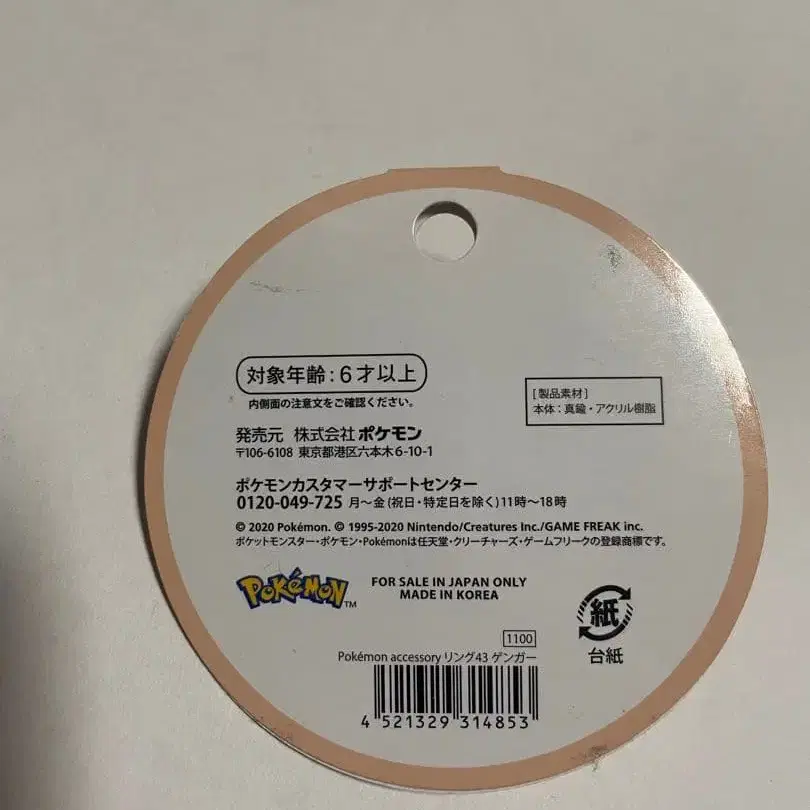 対象年齢：6才以上
内側面の注意文をご確認ください。
[製品素材]
本体：真鍮・アクリル樹脂
発売元 株式会社 ポケモン
〒106-6108 東京都港区六本木6-10-1
ポケモンカスタマーサポートセンター
0120-049-725 月〜金(祝日・特定日を除く)11時〜18時
© 2020 Pokémon. © 1995-2020 Nintendo/Creatures Inc./GAME FREAK inc.
ポケットモンスター・ポケモン・Pokémonは任天堂・クリーチャーズ・ゲームフリークの登録商標です。
POKéMON™
FOR SALE IN JAPAN ONLY
MADE IN KOREA
紙
台紙
1100
Pokémon accessory リング43 ゲンガー
4 521329 314853